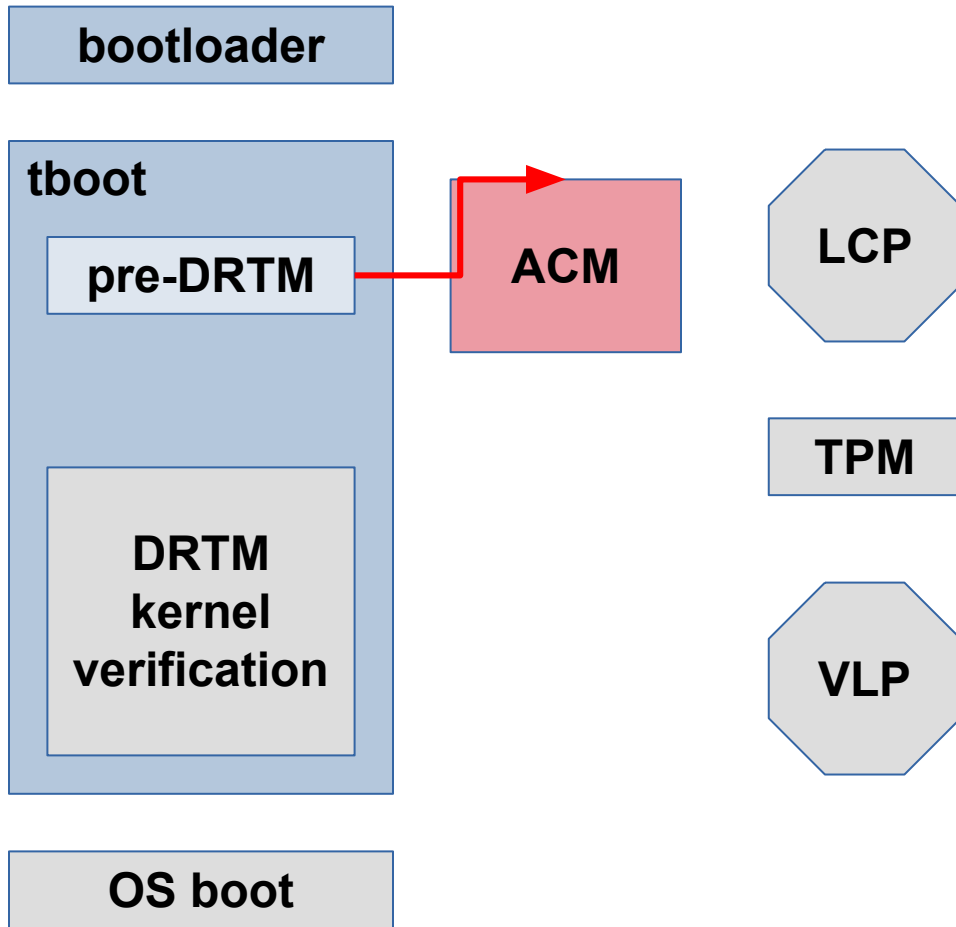 bootloader
tboot
pre-DRTM
ACM
LCP
TPM
DRTM
kernel
verification
VLP
OS boot